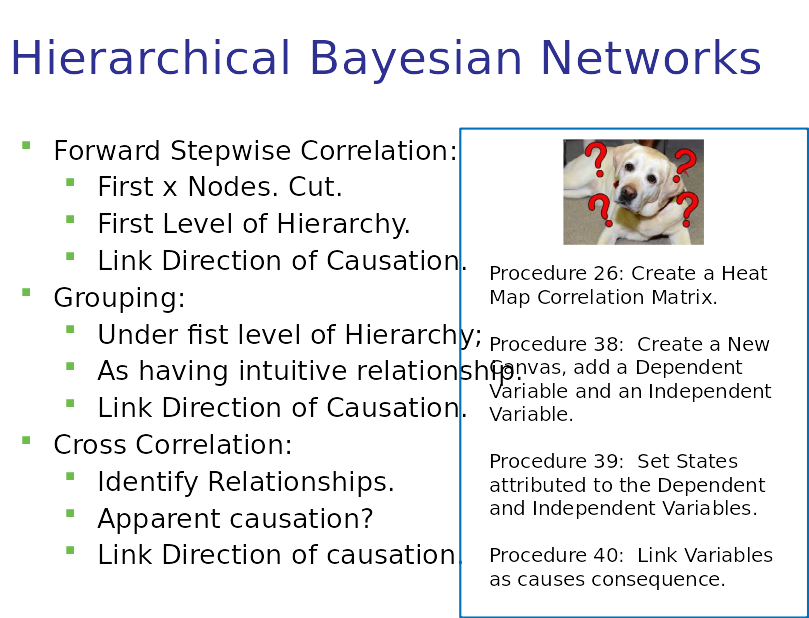 Hierarchical Bayesian Networks
Forward Stepwise Correlation:
First x Nodes. Cut.
First Level of Hierarchy.
Link Direction of Causation.
Grouping:
Under fist level of Hierarchy;
As having intuitive relationship.
Link Direction of Causation.
Cross Correlation:
Identify Relationships.
Apparent causation?
Link Direction of causation.
? ? ? ?
Procedure 26: Create a Heat
Map Correlation Matrix.
Procedure 38:  Create a New
Canvas, add a Dependent
Variable and an Independent
Variable.
Procedure 39:  Set States
attributed to the Dependent
and Independent Variables.
Procedure 40:  Link Variables
as causes consequence.